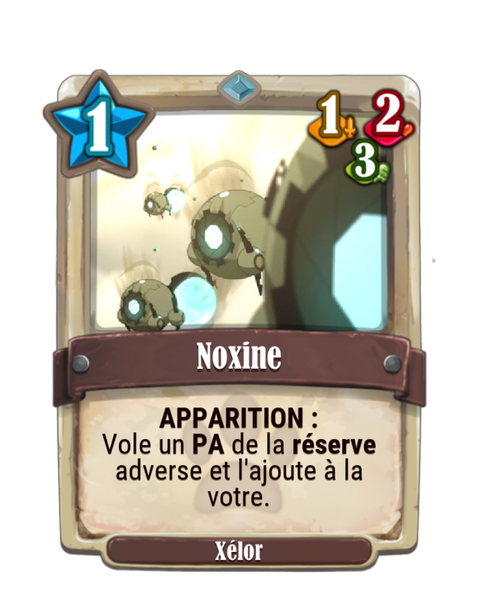 1
1
2
3
Noxine
APPARITION :
Vole un PA de la réserve
adverse et l'ajoute à la
votre.
Xélor